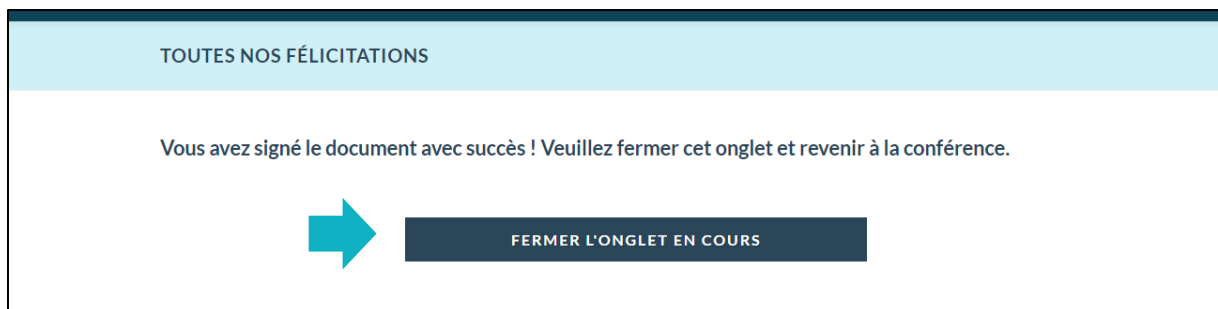 TOUTES NOS FÉLICITATIONS
Vous avez signé le document avec succès ! Veuillez fermer cet onglet et revenir à la conférence.
FERMER L'ONGLET EN COURS